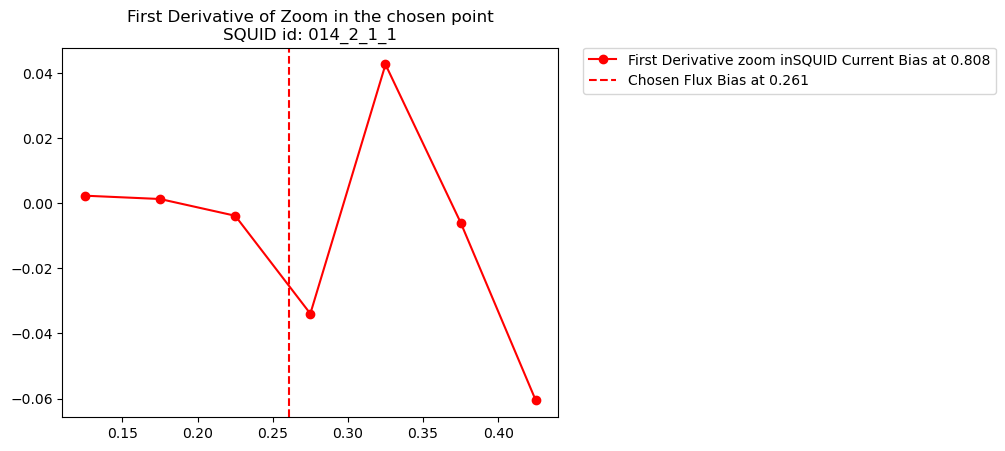 First Derivative of Zoom in the chosen point
SQUID id: 014_2_1_1
First Derivative zoom inSQUID Current Bias at 0.808
Chosen Flux Bias at 0.261
0.04
0.02
0.00
−0.02
−0.04
−0.06
0.15 0.20 0.25 0.30 0.35 0.40